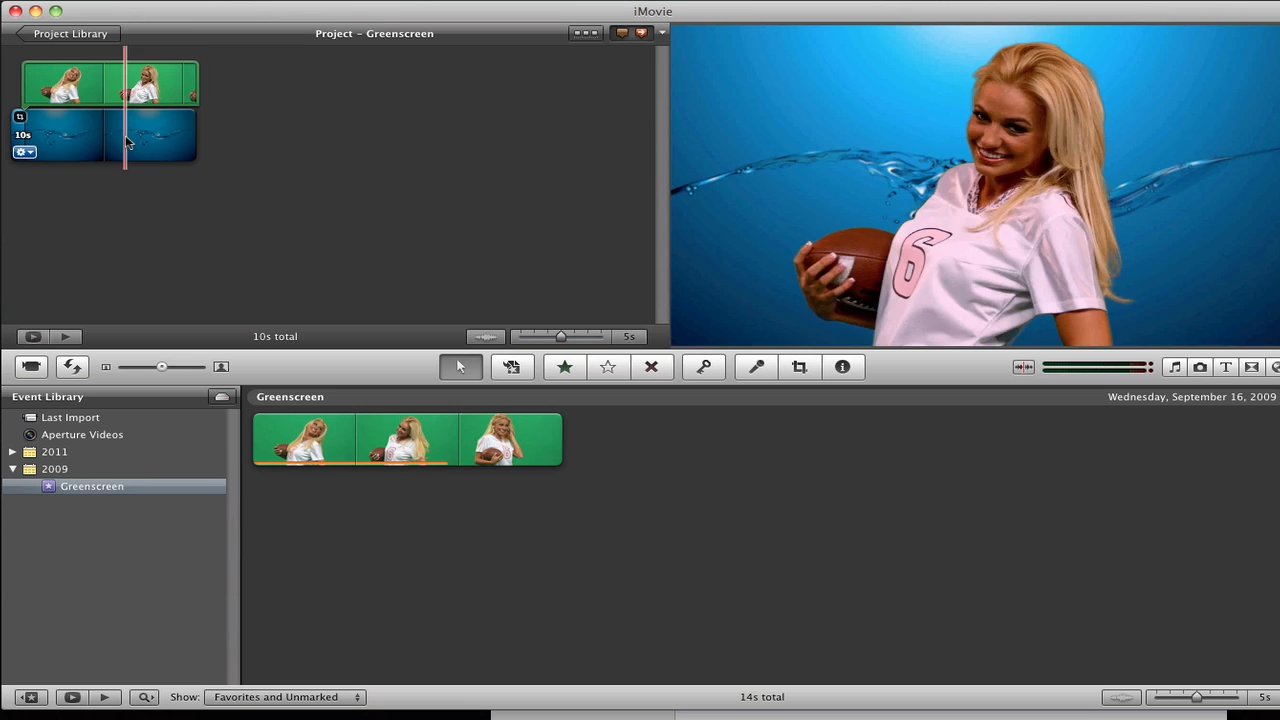 iMovie
Project Library
Project – Greenscreen
10s
10s total
5s
Event Library
Greenscreen
Wednesday, September 16, 2009
Last Import
Aperture Videos
2011
2009
Greenscreen
6
Show:
Favorites and Unmarked
14s total
5s